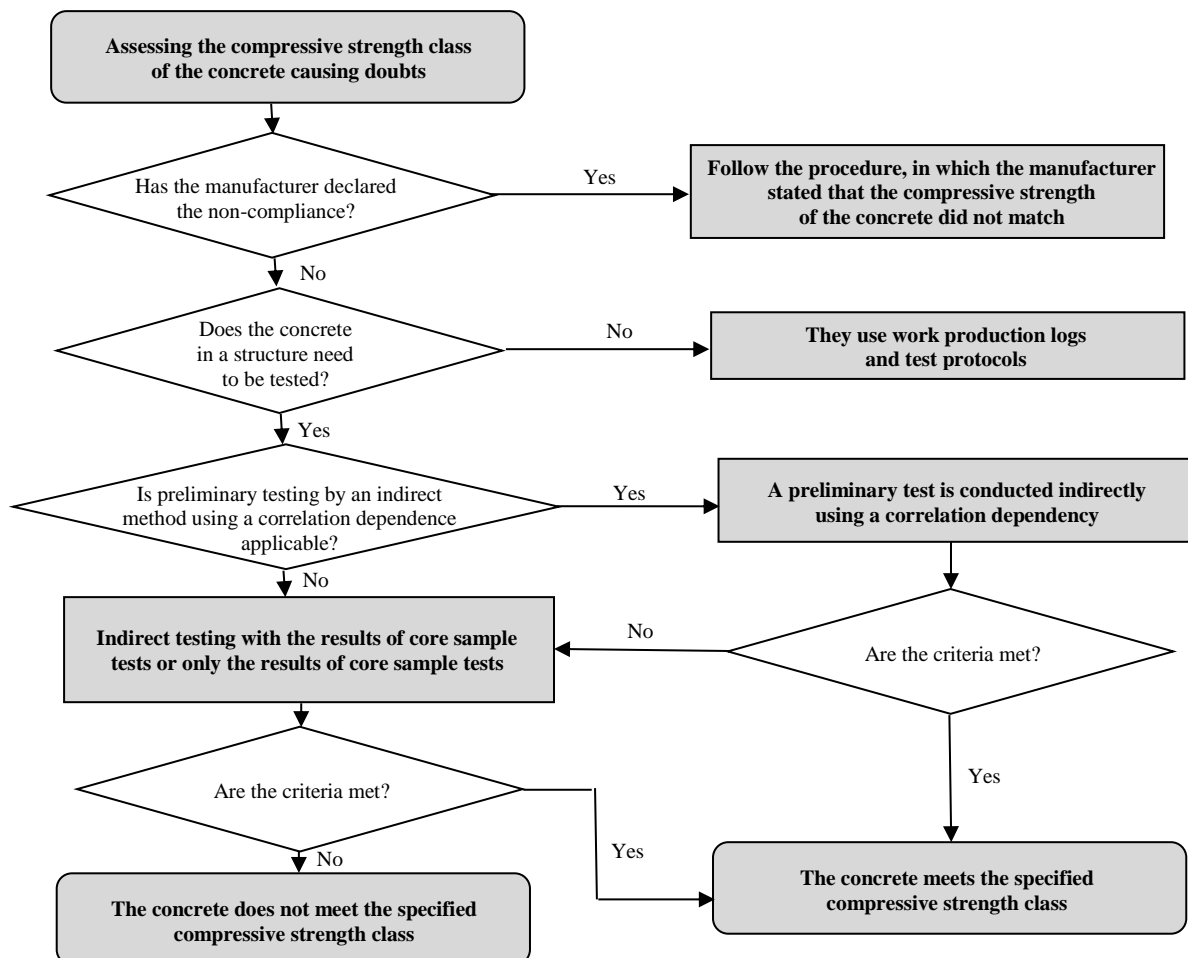 Assessing the compressive strength class
of the concrete causing doubts
Has the manufacturer declared
the non-compliance?
Yes
Follow the procedure, in which the manufacturer
stated that the compressive strength
of the concrete did not match
No
Does the concrete
in a structure need
to be tested?
No
They use work production logs
and test protocols
Yes
Is preliminary testing by an indirect
method using a correlation dependence
applicable?
Yes
A preliminary test is conducted indirectly
using a correlation dependency
No
Indirect testing with the results of core sample
tests or only the results of core sample tests
No
Are the criteria met?
Yes
Are the criteria met?
Yes
No
The concrete does not meet the specified
compressive strength class
The concrete meets the specified
compressive strength class